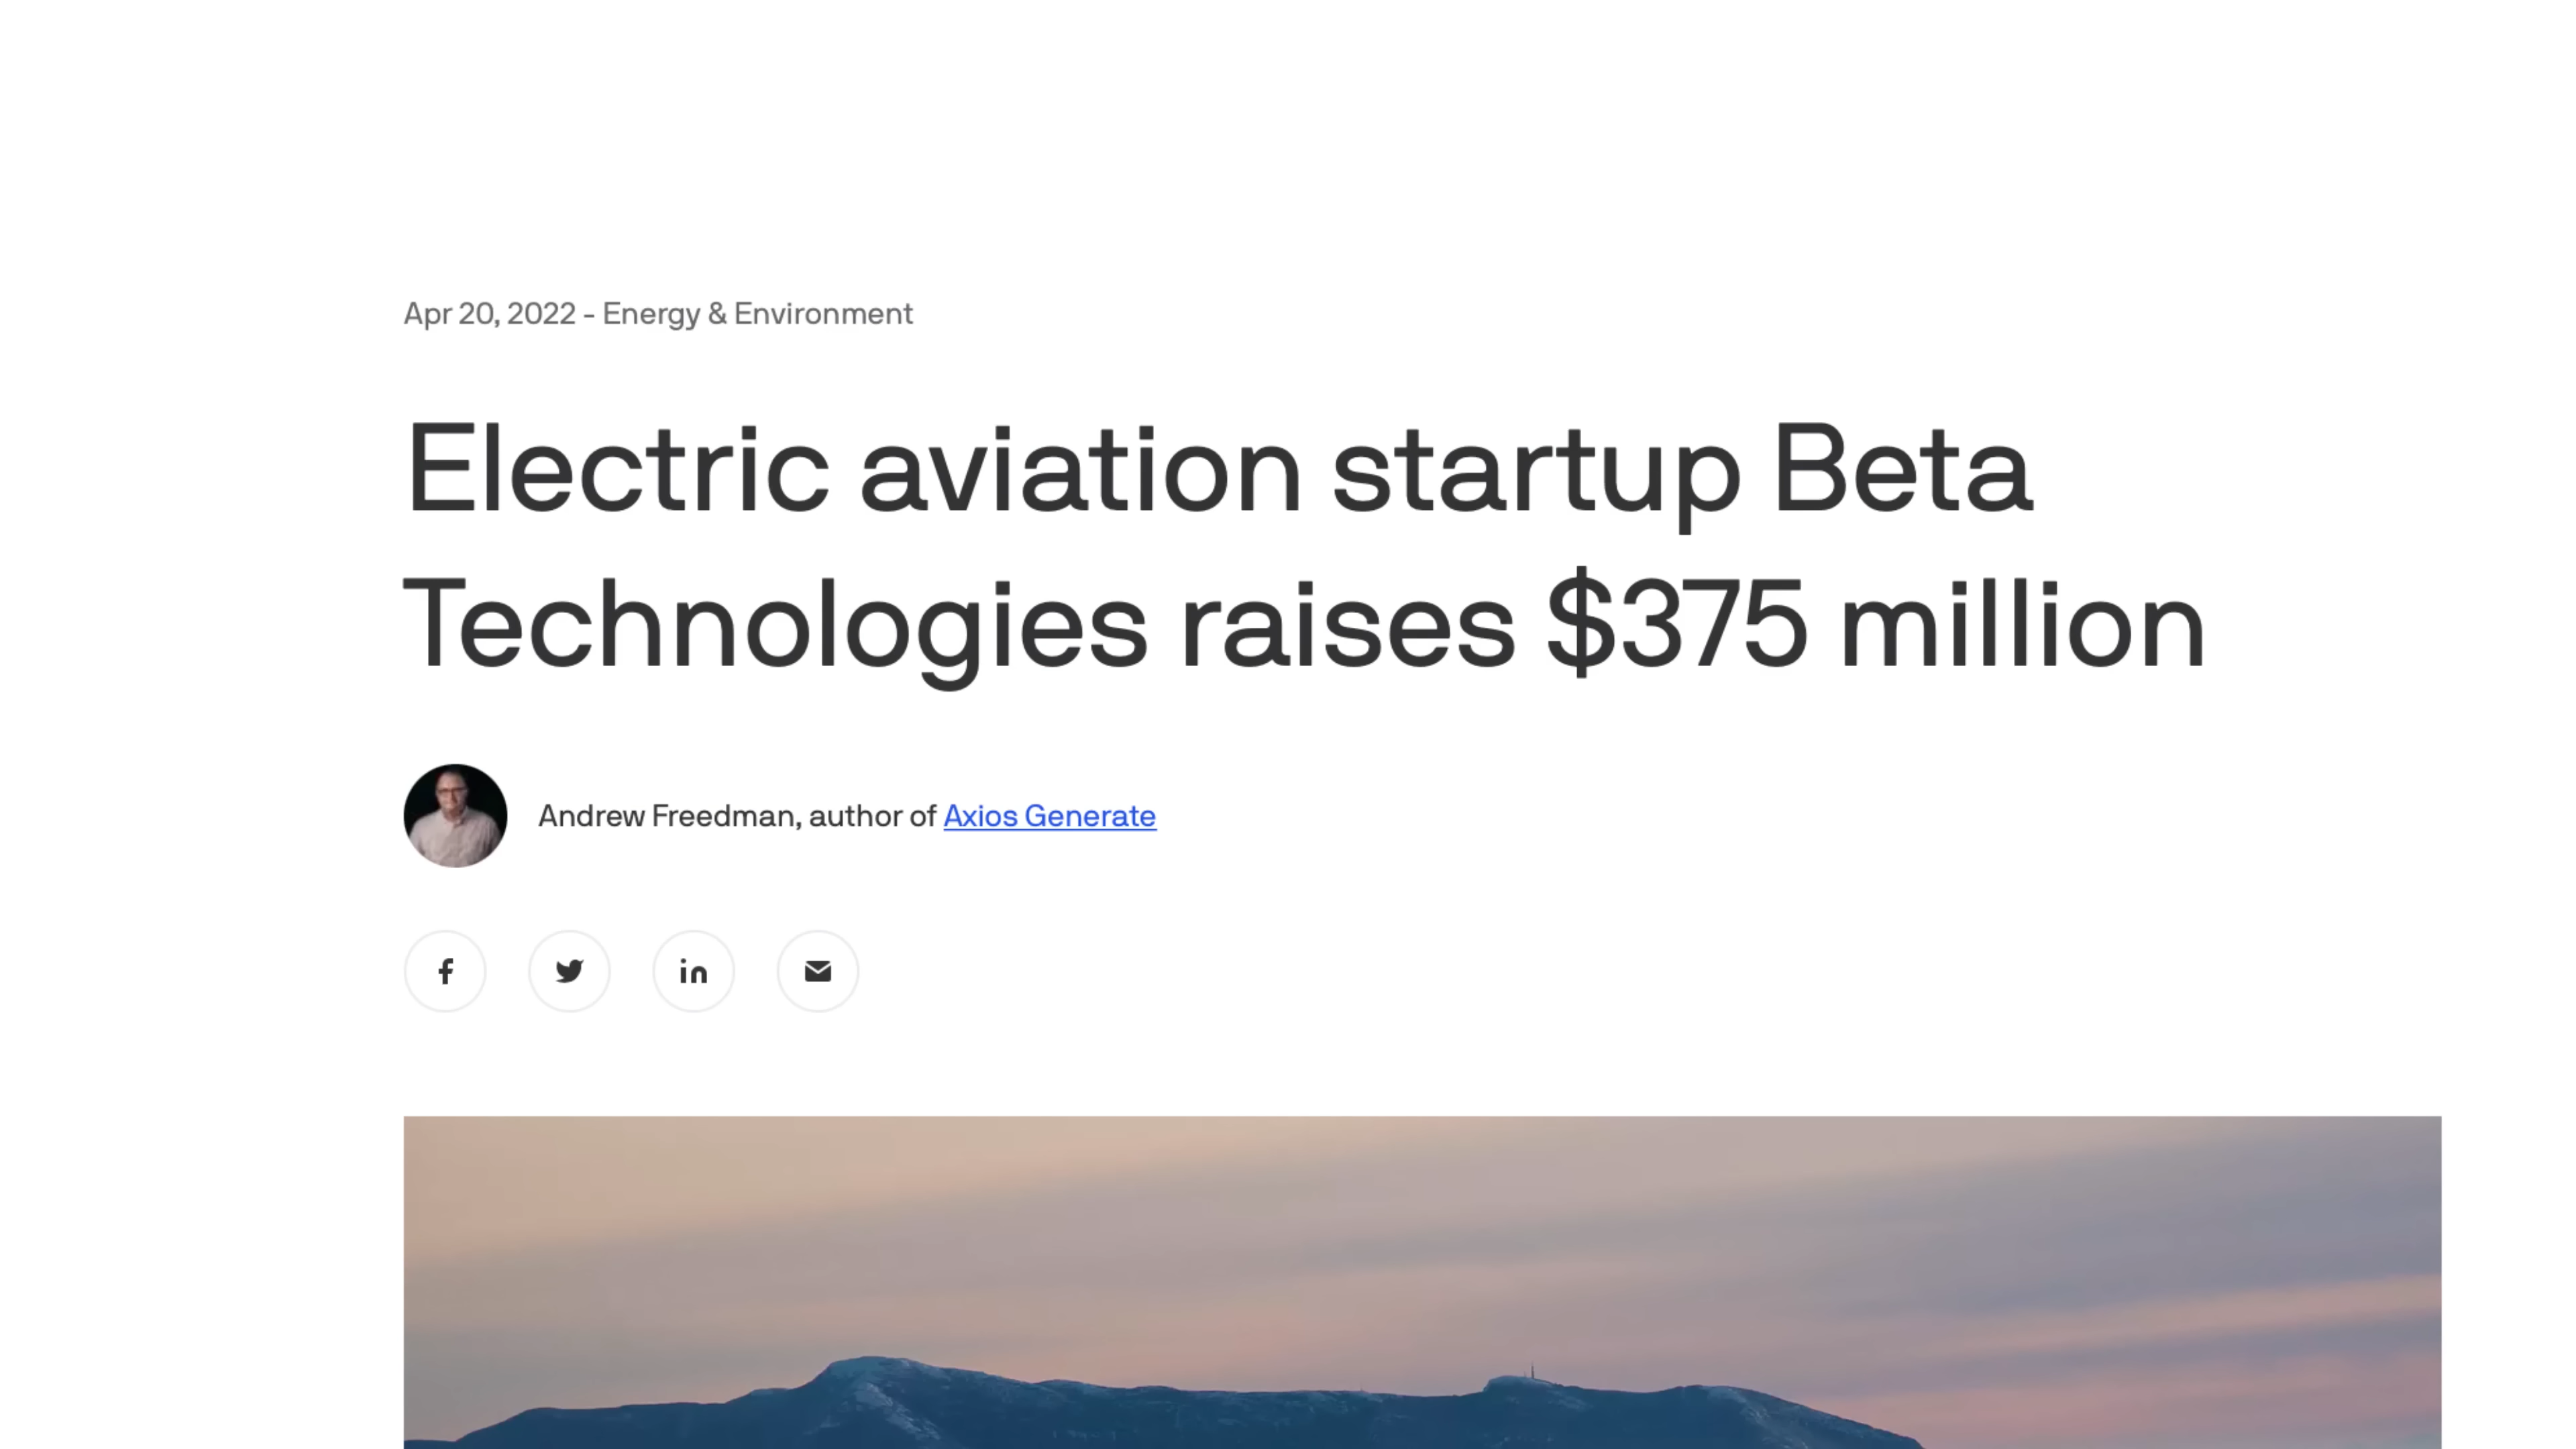 Apr 20, 2022 - Energy & Environment
Electric aviation startup Beta
Technologies raises $375 million
Andrew Freedman, author of Axios Generate